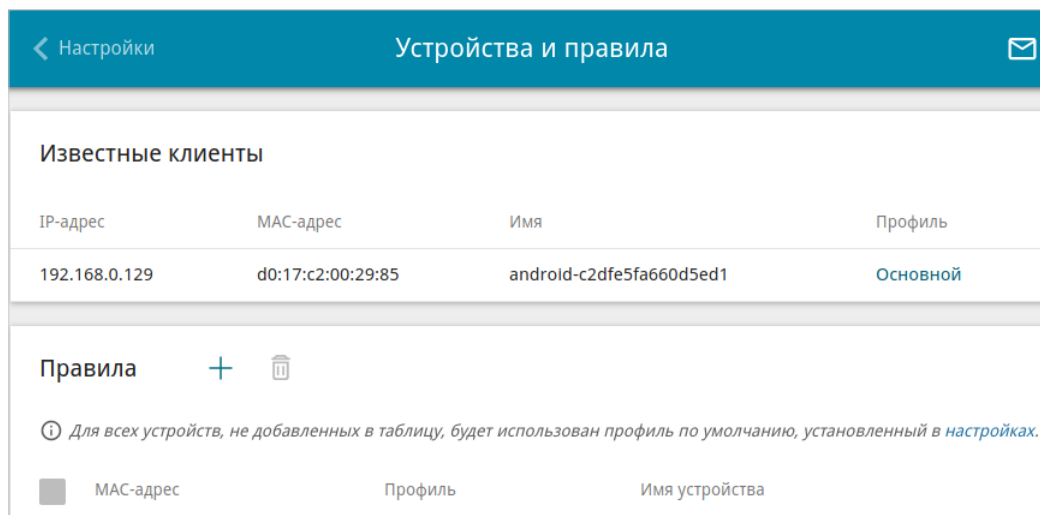 Настройки Устройства и правила
Известные клиенты
IP-адрес MAC-адрес Имя Профиль
192.168.0.129 d0:17:c2:00:29:85 android-c2dfe5fa660d5ed1 Основной
Правила
Для всех устройств, не добавленных в таблицу, будет использован профиль по умолчанию, установленный в настройках.
MAC-адрес Профиль Имя устройства